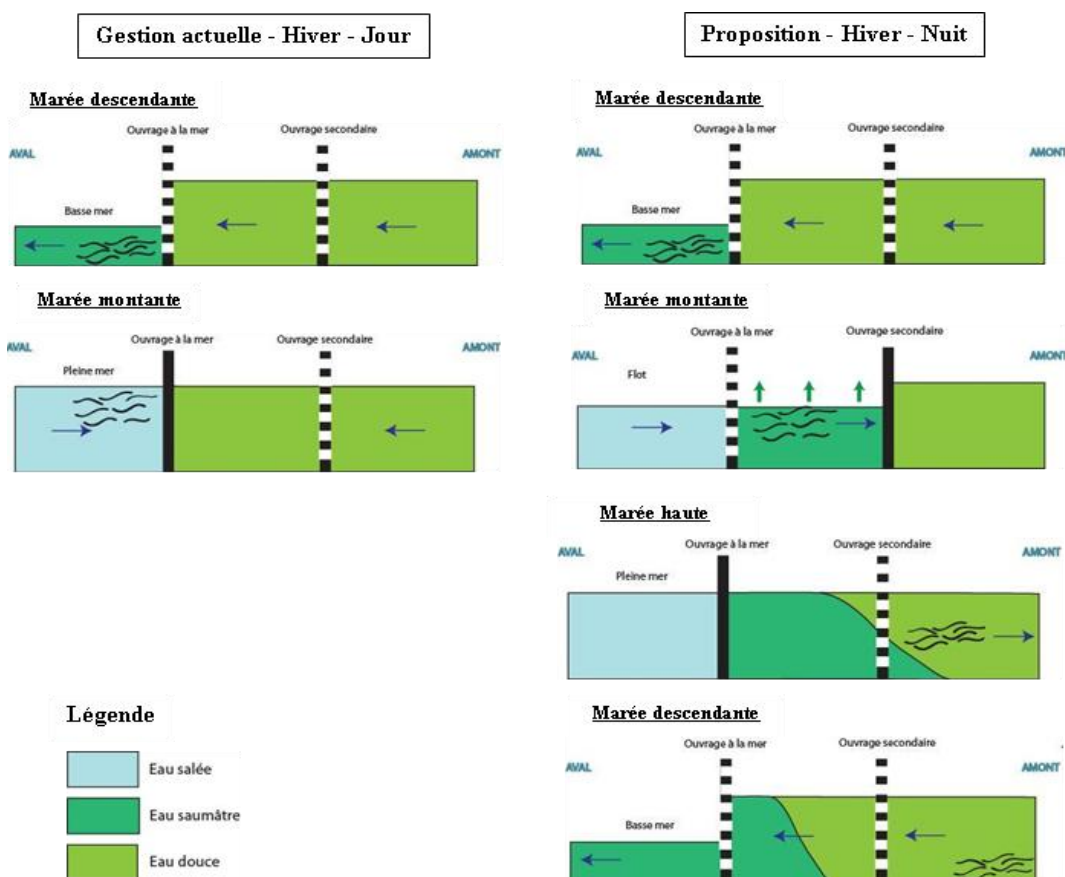 Gestion actuelle - Hiver - Jour
Marée descendante
Ouvrage à la mer
Ouvrage secondaire
AVAL
AMONT
Basse mer
Marée montante
Ouvrage à la mer
Ouvrage secondaire
AVAL
AMONT
Pleine mer
Légende
Eau salée
Eau saumâtre
Eau douce
Proposition - Hiver - Nuit
Marée descendante
Ouvrage à la mer
Ouvrage secondaire
AVAL
AMONT
Basse mer
Marée montante
Ouvrage à la mer
Ouvrage secondaire
AVAL
AMONT
Flot
Marée haute
Ouvrage à la mer
Ouvrage secondaire
AVAL
AMONT
Pleine mer
Marée descendante
Ouvrage à la mer
Ouvrage secondaire
AVAL
AMONT
Basse mer